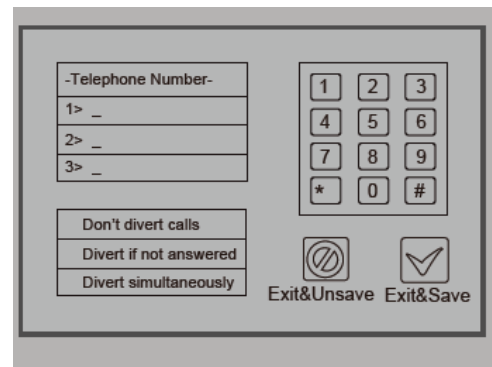 -Telephone Number-
1> _
2> _
3> _
Don't divert calls
Divert if not answered
Divert simultaneously
1 2 3
4 5 6
7 8 9
* 0 #
Exit&Unsave Exit&Save